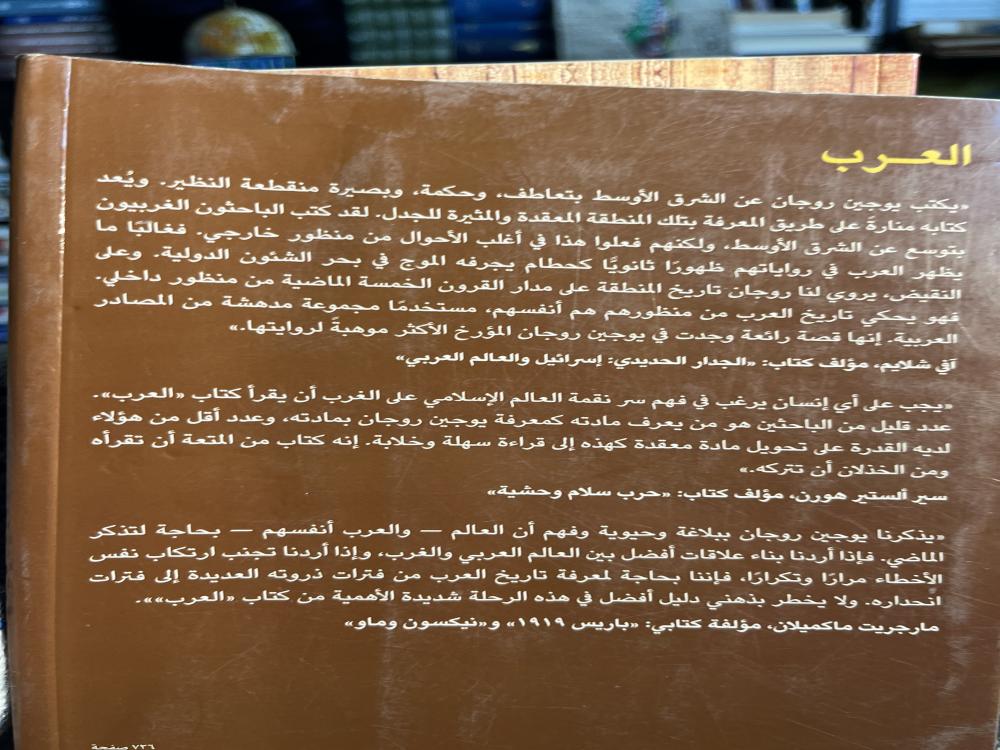 العرب
«يكتب يوجين روجان عن الشرق الأوسط بتعاطف، وحكمة، وبصيرة منقطعة النظير. ويُعد
كتابه منارةً على طريق المعرفة بتلك المنطقة المعقدة والمثيرة للجدل. لقد كتب الباحثون الغربيون
بتوسع عن الشرق الأوسط، ولكنهم فعلوا هذا في أغلب الأحوال من منظور خارجي. فغالبًا ما
يظهر العرب في رواياتهم ظهورًا ثانويًّا كحطام يجرفه الموج في بحر الشئون الدولية. وعلى
النقيض، يروي لنا روجان تاريخ المنطقة على مدار القرون الخمسة الماضية من منظور داخلي.
فهو يحكي تاريخ العرب من منظورهم هم أنفسهم، مستخدمًا مجموعة مدهشة من المصادر
العربية. إنها قصة رائعة وجدت في يوجين روجان المؤرخ الأكثر موهبةً لروايتها.»
آفي شلايم، مؤلف كتاب: «الجدار الحديدي: إسرائيل والعالم العربي»
«يجب على أي إنسان يرغب في فهم سر نقمة العالم الإسلامي على الغرب أن يقرأ كتاب «العرب».
عدد قليل من الباحثين هو من يعرف مادته كمعرفة يوجين روجان بمادته، وعدد أقل من هؤلاء
لديه القدرة على تحويل مادة معقدة كهذه إلى قراءة سهلة وخلابة. إنه كتاب من المتعة أن تقرأه
ومن الخذلان أن تتركه.»
سير ألستير هورن، مؤلف كتاب: «حرب سلام وحشية»
«يذكرنا يوجين روجان ببلاغة وحيوية وفهم أن العالم — والعرب أنفسهم — بحاجة لتذكر
الماضي. فإذا أردنا بناء علاقات أفضل بين العالم العربي والغرب، وإذا أردنا تجنب ارتكاب نفس
الأخطاء مرارًا وتكرارًا، فإننا بحاجة لمعرفة تاريخ العرب من فترات ذروته العديدة إلى فترات
انحداره. ولا يخطر بذهني دليل أفضل في هذه الرحلة شديدة الأهمية من كتاب «العرب»».
مارجريت ماكميلان، مؤلفة كتابي: «باريس ١٩١٩» و«نيكسون وماو»
٧٣٦ صفحة